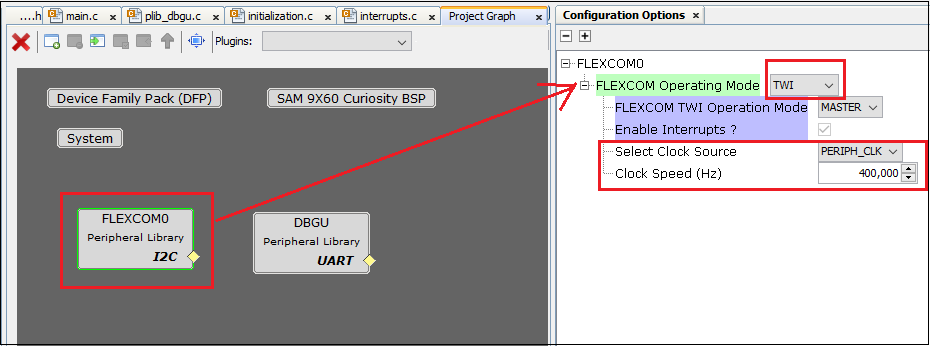 ....h main.c plib_dbgu.c initialization.c interrupts.c Project Graph
Plugins:
Device Family Pack (DFP)
SAM 9X60 Curiosity BSP
System
FLEXCOM0
Peripheral Library
I2C
DBGU
Peripheral Library
UART
Configuration Options
FLEXCOM0
FLEXCOM Operating Mode TWI
FLEXCOM TWI Operation Mode MASTER
Enable Interrupts ?
Select Clock Source PERIPH_CLK
Clock Speed (Hz) 400,000